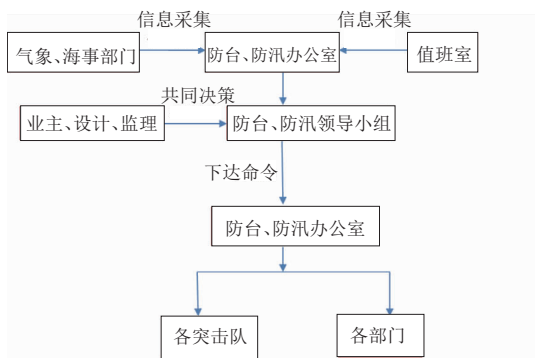 信息采集
信息采集
气象、海事部门
防台、防汛办公室
值班室
共同决策
业主、设计、监理
防台、防汛领导小组
下达命令
防台、防汛办公室
各突击队
各部门